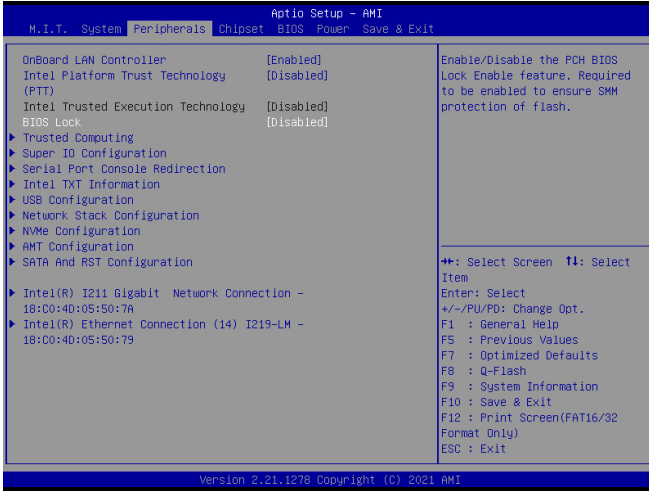 Aptio Setup – AMI
M.I.T. System Peripherals Chipset BIOS Power Save & Exit
OnBoard LAN Controller [Enabled]
Intel Platform Trust Technology [Disabled]
(PTT)
Intel Trusted Execution Technology [Disabled]
BIOS Lock [Disabled]
Trusted Computing
Super IO Configuration
Serial Port Console Redirection
Intel TXT Information
USB Configuration
Network Stack Configuration
NVMe Configuration
AMT Configuration
SATA And RST Configuration
Intel(R) I211 Gigabit Network Connection –
18:C0:4D:05:50:7A
Intel(R) Ethernet Connection (14) I219-LM –
18:C0:4D:05:50:79
Enable/Disable the PCH BIOS
Lock Enable feature. Required
to be enabled to ensure SMM
protection of flash.
→←: Select Screen ↑↓: Select
Item
Enter: Select
+/-/PU/PD: Change Opt.
F1 : General Help
F5 : Previous Values
F7 : Optimized Defaults
F8 : Q-Flash
F9 : System Information
F10 : Save & Exit
F12 : Print Screen(FAT16/32
Format Only)
ESC : Exit
Version 2.21.1278 Copyright (C) 2021 AMI